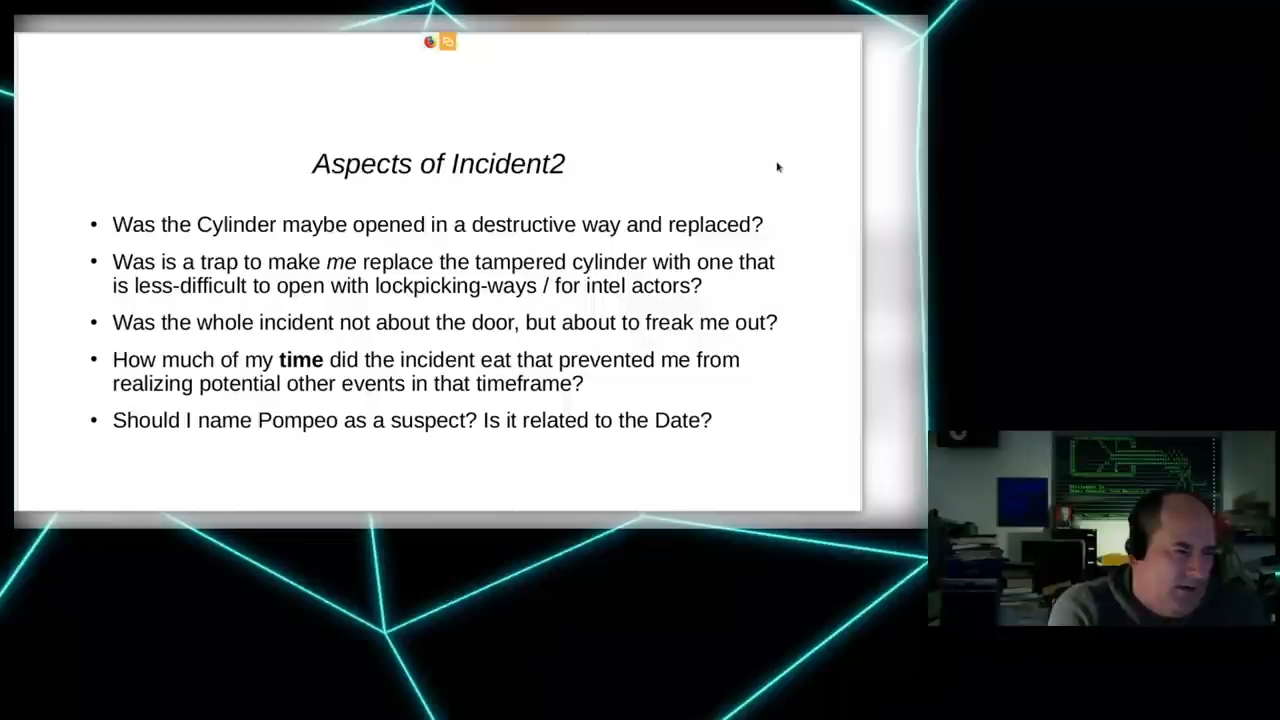 Aspects of Incident2
• Was the Cylinder maybe opened in a destructive way and replaced?
• Was is a trap to make me replace the tampered cylinder with one that
is less-difficult to open with lockpicking-ways / for intel actors?
• Was the whole incident not about the door, but about to freak me out?
• How much of my time did the incident eat that prevented me from
realizing potential other events in that timeframe?
• Should I name Pompeo as a suspect? Is it related to the Date?